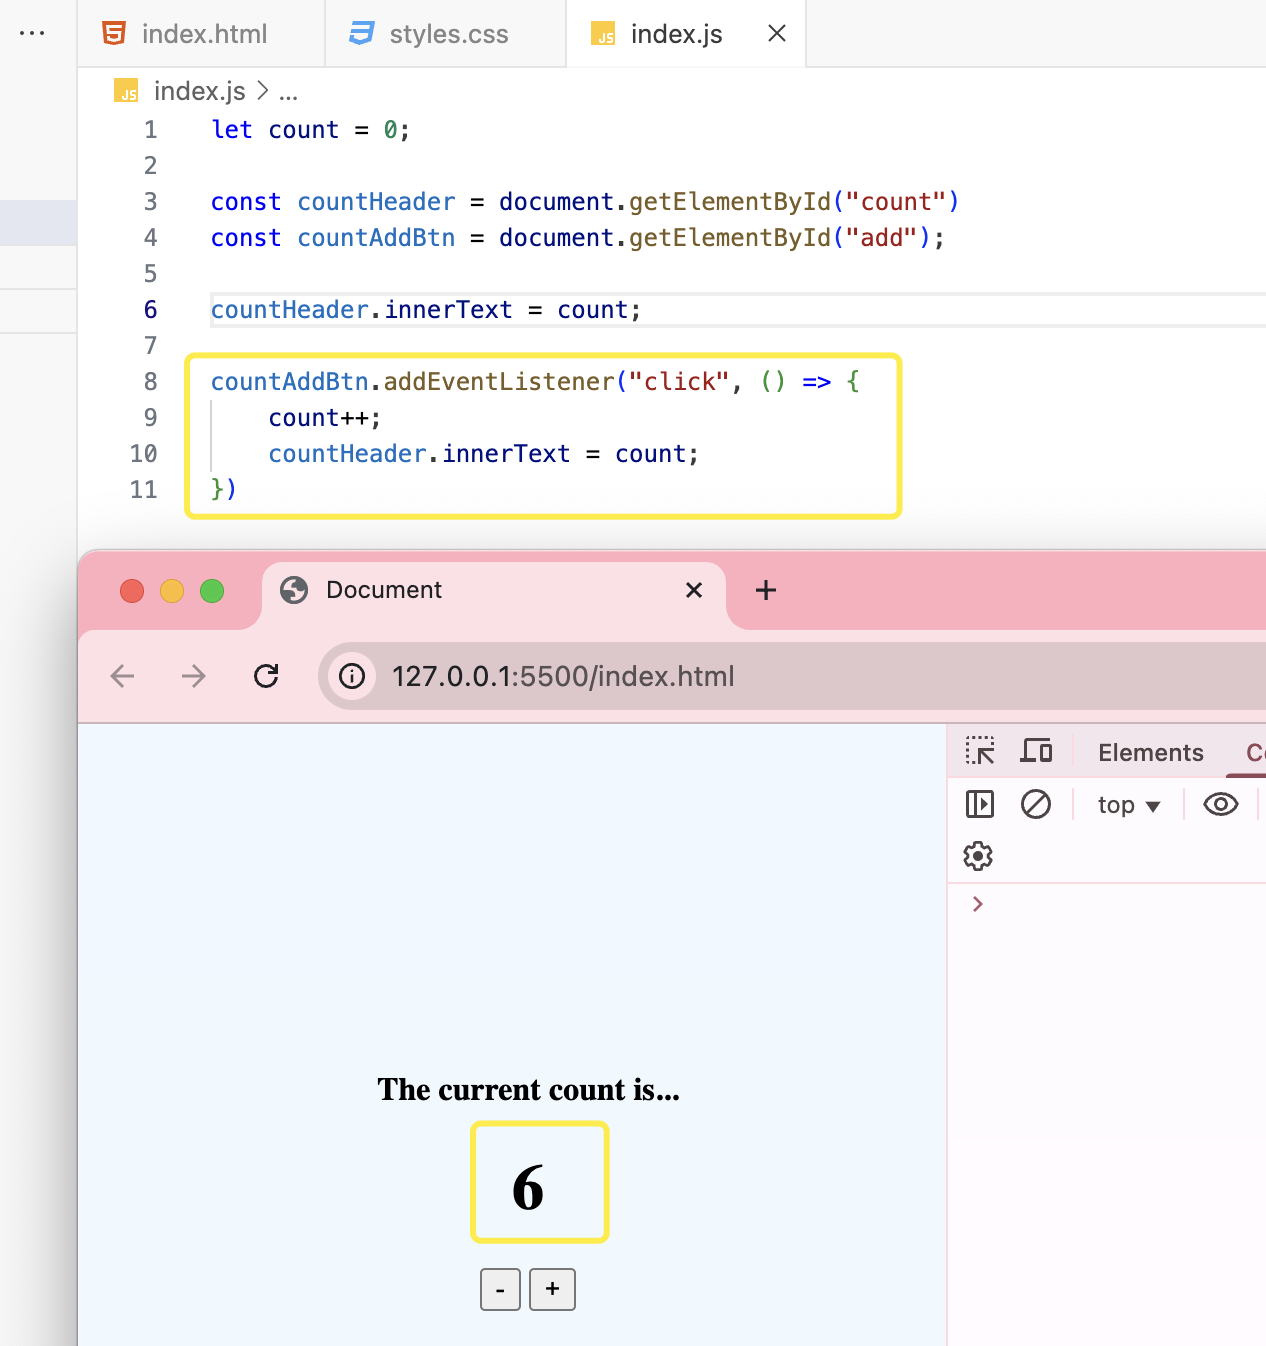 ...
index.html
styles.css
JS index.js
JS index.js > ...
1 let count = 0;
2
3 const countHeader = document.getElementById("count")
4 const countAddBtn = document.getElementById("add");
5
6 countHeader.innerText = count;
7
8 countAddBtn.addEventListener("click", () => {
9 count++;
10 countHeader.innerText = count;
11 })
Document
127.0.0.1:5500/index.html
Elements
top
The current count is...
6
- +